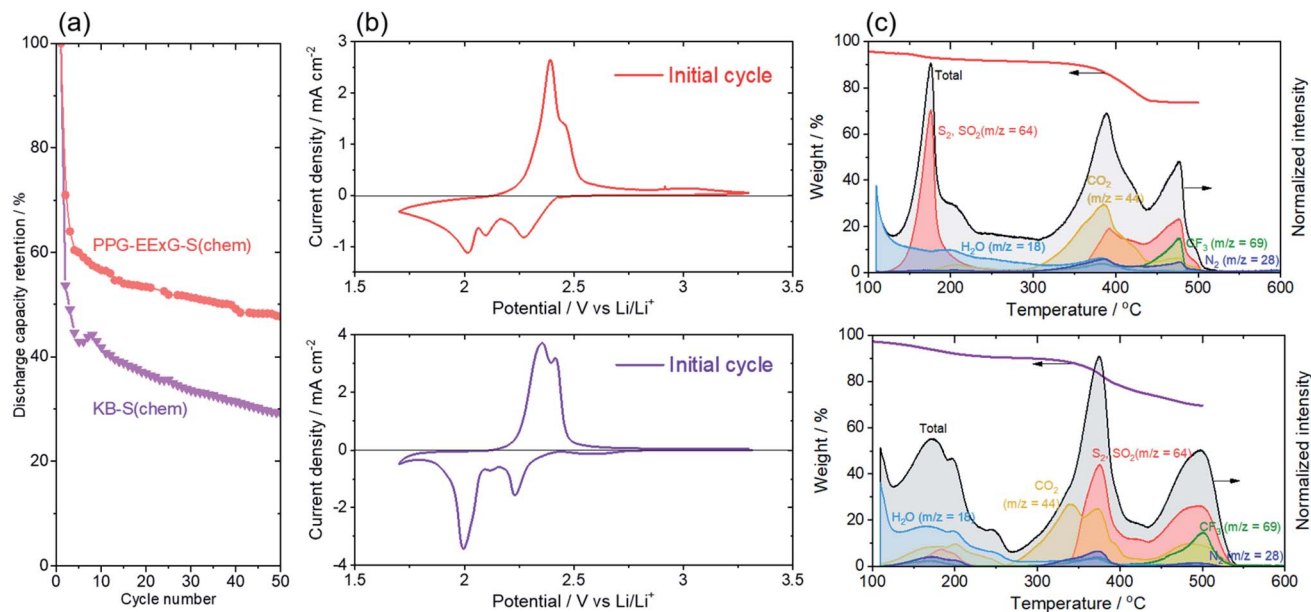 (a)
100
80
60
40
20
0
0 10 20 30 40 50
Discharge capacity retention / %
Cycle number
PPG-EExG-S(chem)
KB-S(chem)
(b)
3
2
1
0
-1
Current density / mA cm⁻²
Initial cycle
2.0 2.5 3.0 3.5
Potential / V vs Li/Li⁺
4
2
0
-2
-4
Current density / mA cm⁻²
Initial cycle
2.0 2.5 3.0 3.5
Potential / V vs Li/Li⁺
(c)
100
80
60
40
20
0
Weight / %
Normalized intensity
Total
S₂, SO₂(m/z = 64)
CO₂
(m/z = 44)
H₂O (m/z = 18)
CF₃ (m/z = 69)
N₂ (m/z = 28)
100 200 300 400 500 600
Temperature / °C
100
80
60
40
20
0
Weight / %
Normalized intensity
Total
S₂, SO₂(m/z = 64)
CO₂
(m/z = 44)
H₂O (m/z = 18)
CF₃ (m/z = 69)
N₂ (m/z = 28)
100 200 300 400 500 600
Temperature / °C